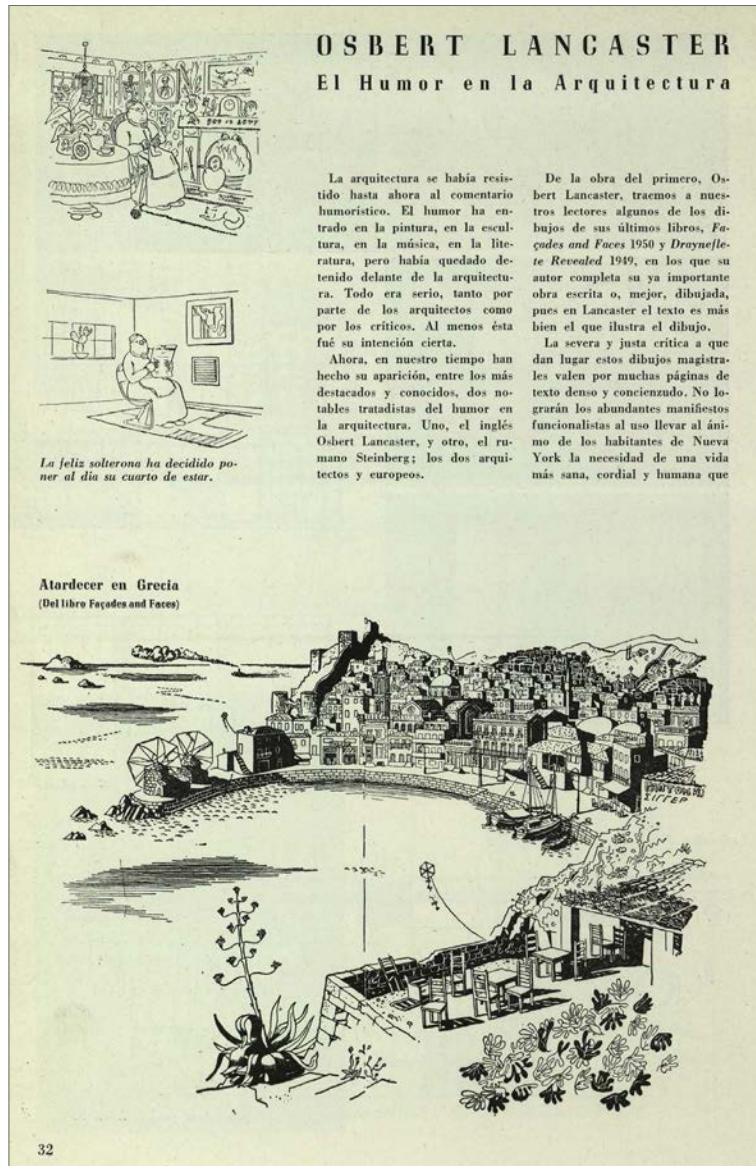 OSBERT LANCASTER
El Humor en la Arquitectura
La arquitectura se había resis-
tido hasta ahora al comentario
humorístico. El humor ha en-
trado en la pintura, en la escul-
tura, en la música, en la lite-
ratura, pero había quedado de-
tenido delante de la arquitectu-
ra. Todo era serio, tanto por
parte de los arquitectos como
por los críticos. Al menos ésta
fué su intención cierta.
Ahora, en nuestro tiempo han
hecho su aparición, entre los más
destacados y conocidos, dos no-
tables tratadistas del humor en
la arquitectura. Uno, el inglés
Osbert Lancaster, y otro, el ru-
mano Steinberg; los dos arqui-
tectos y europeos.
De la obra del primero, Os-
bert Lancaster, traemos a nues-
tros lectores algunos de los di-
bujos de sus últimos libros, Fa-
çades and Faces 1950 y Draynefle-
te Revealed 1949, en los que su
autor completa su ya importante
obra escrita o, mejor, dibujada,
pues en Lancaster el texto es más
bien el que ilustra el dibujo.
La severa y justa crítica a que
dan lugar estos dibujos magistra-
les valen por muchas páginas de
texto denso y concienzudo. No lo-
grarán los abundantes manifiestos
funcionalistas al uso llevar al áni-
mo de los habitantes de Nueva
York la necesidad de una vida
más sana, cordial y humana que
La feliz solterona ha decidido po-
ner al día su cuarto de estar.
Atardecer en Grecia
(Del libro Façades and Faces)
ΣΙΓΓΕΡ
32